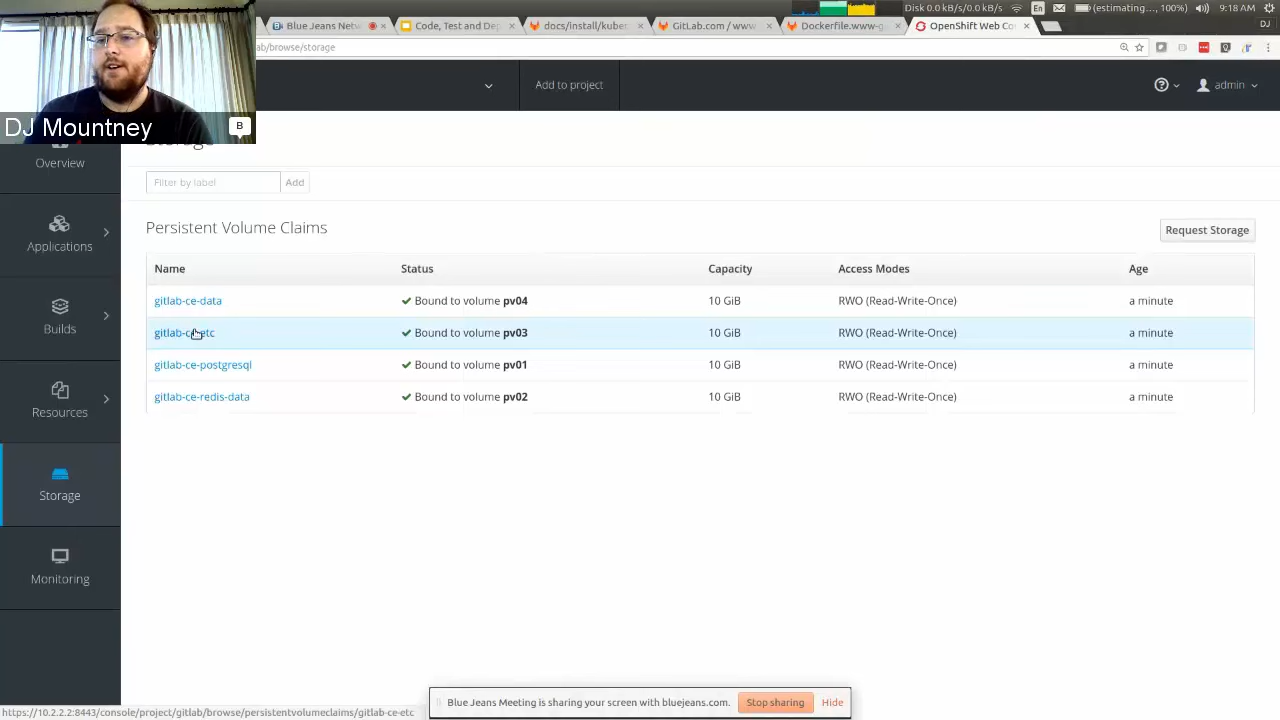 Disk 0.0 kB/s/0.0 kB/s En (estimating..., 100%) 9:18 AM
Blue Jeans Net Code, Test and Dep docs/install/kuber GitLab.com / www Dockerfile.www-g OpenShift Web Co DJ
ab/browse/storage
Add to project
admin
DJ Mountney B
Storage
Overview
Filter by label Add
Applications
Persistent Volume Claims
Request Storage
Name Status Capacity Access Modes Age
gitlab-ce-data Bound to volume pv04 10 GiB RWO (Read-Write-Once) a minute
gitlab-ce-etc Bound to volume pv03 10 GiB RWO (Read-Write-Once) a minute
gitlab-ce-postgresql Bound to volume pv01 10 GiB RWO (Read-Write-Once) a minute
gitlab-ce-redis-data Bound to volume pv02 10 GiB RWO (Read-Write-Once) a minute
Builds
Resources
Storage
Monitoring
Blue Jeans Meeting is sharing your screen with bluejeans.com. Stop sharing Hide
https://10.2.2.2:8443/console/project/gitlab/browse/persistentvolumeclaims/gitlab-ce-etc